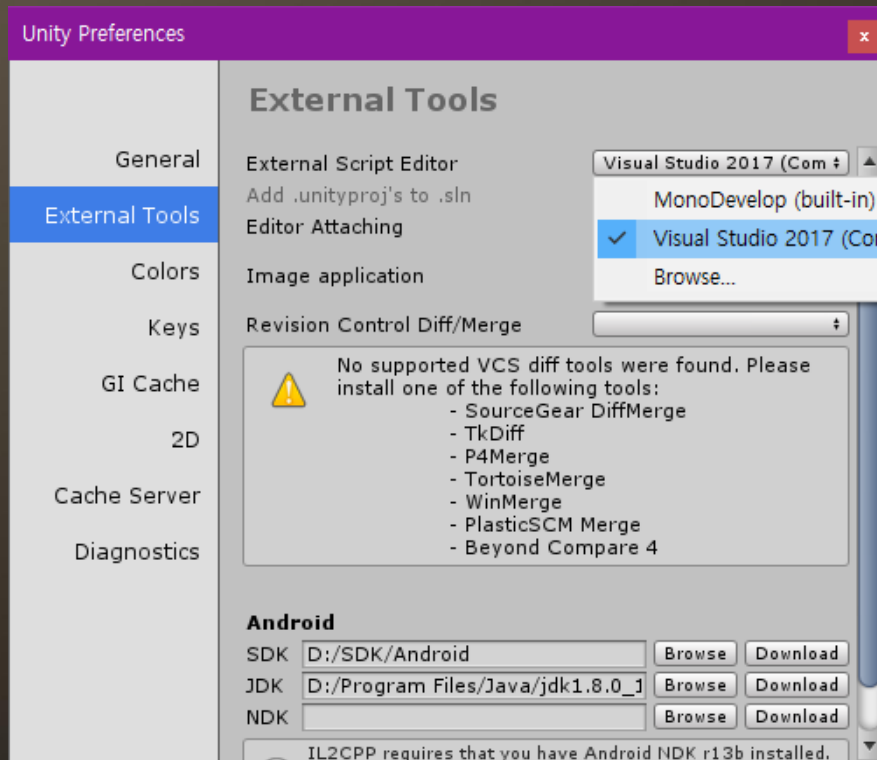 Unity Preferences
x
General
External Tools
Colors
Keys
GI Cache
2D
Cache Server
Diagnostics
External Tools
External Script Editor
Visual Studio 2017 (Com
Add .unityproj's to .sln
Editor Attaching
MonoDevelop (built-in)
Visual Studio 2017 (Co
Browse...
Image application
Revision Control Diff/Merge
No supported VCS diff tools were found. Please
install one of the following tools:
- SourceGear DiffMerge
- TkDiff
- P4Merge
- TortoiseMerge
- WinMerge
- PlasticSCM Merge
- Beyond Compare 4
Android
SDK D:/SDK/Android Browse Download
JDK D:/Program Files/Java/jdk1.8.0_1 Browse Download
NDK Browse Download
IL2CPP requires that you have Android NDK r13b installed.